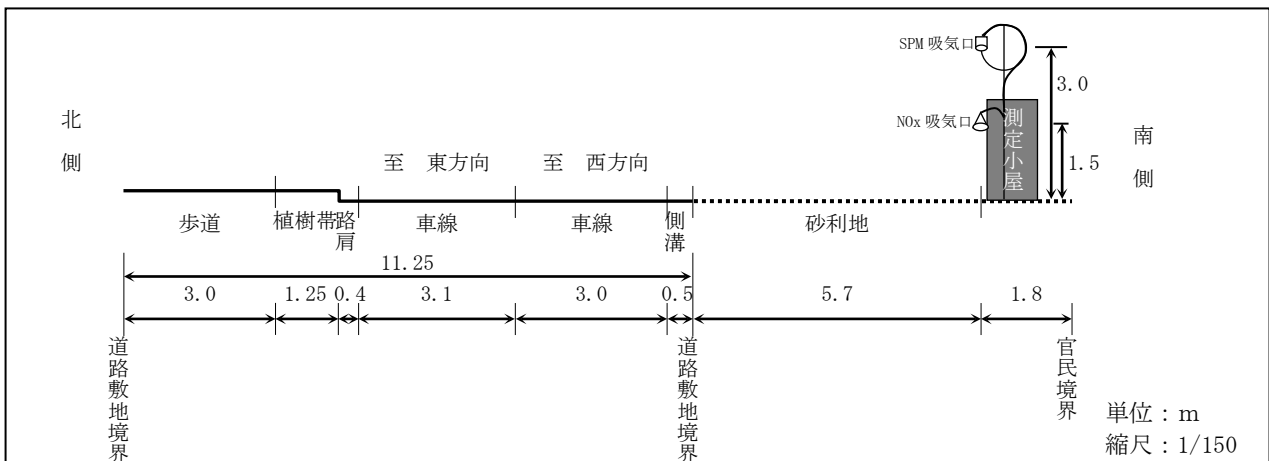 SPM 吸気口
3.0
北側
NOx 吸気口
測定小屋
南側
至 東方向
至 西方向
1.5
歩道
植樹帯
路肩
車線
車線
側溝
砂利地
11.25
3.0
1.25
0.4
3.1
3.0
0.5
5.7
1.8
道路敷地境界
道路敷地境界
官民境界
単位：m
縮尺：1/150